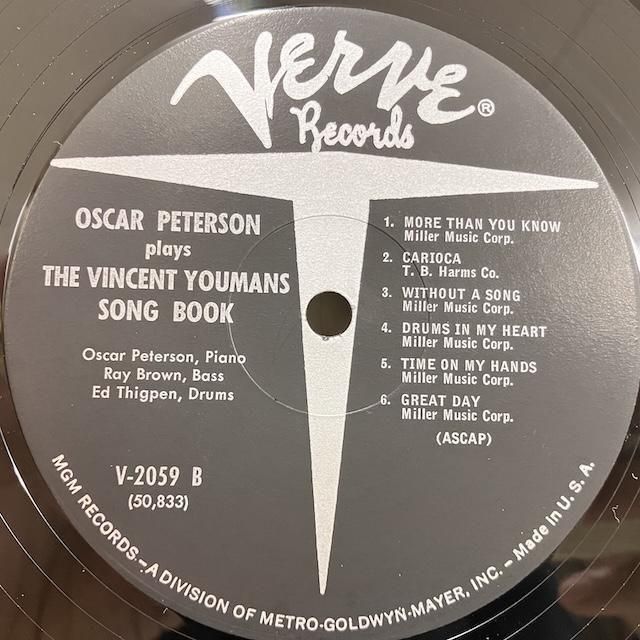 VERVE ®
Records
OSCAR PETERSON
plays
THE VINCENT YOUMANS
SONG BOOK
Oscar Peterson, Piano
Ray Brown, Bass
Ed Thigpen, Drums
V-2059 B
(50,833)
1. MORE THAN YOU KNOW
Miller Music Corp.
2. CARIOCA
T. B. Harms Co.
3. WITHOUT A SONG
Miller Music Corp.
4. DRUMS IN MY HEART
Miller Music Corp.
5. TIME ON MY HANDS
Miller Music Corp.
6. GREAT DAY
Miller Music Corp.
(ASCAP)
MGM RECORDS—A DIVISION OF METRO-GOLDWYN-MAYER, INC. – Made in U. S. A.